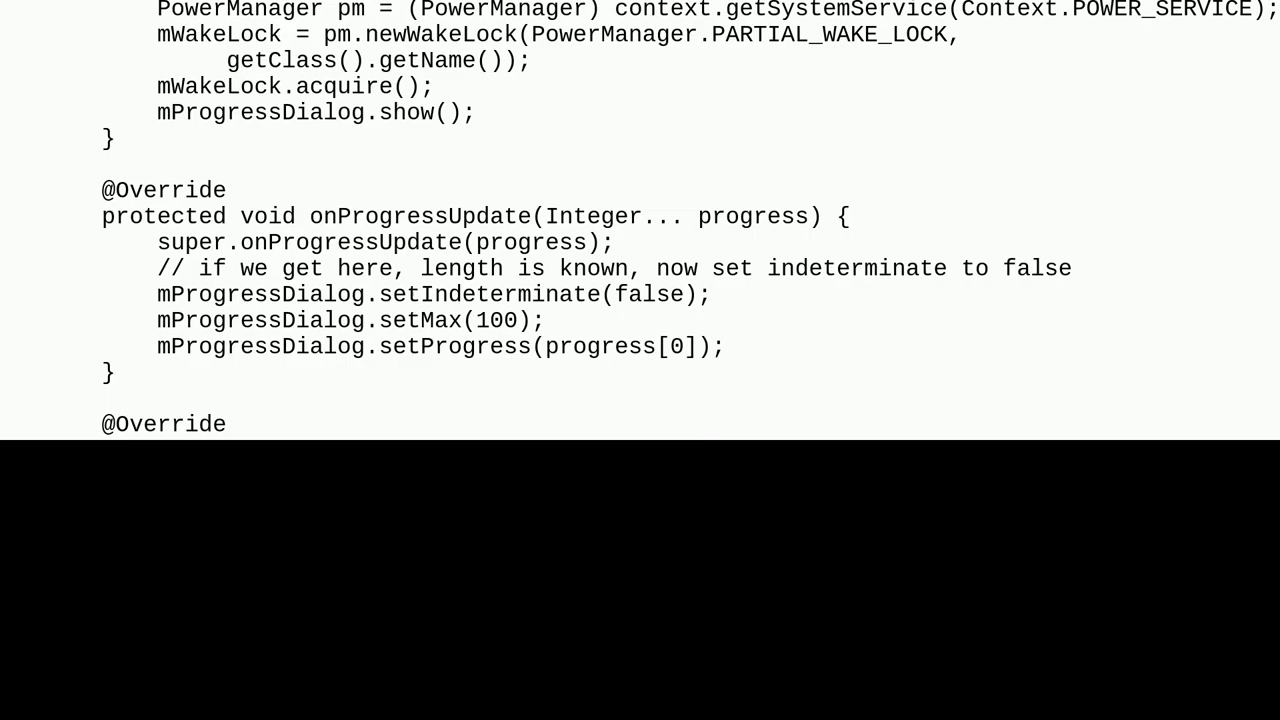 PowerManager pm = (PowerManager) context.getSystemService(Context.POWER_SERVICE);
mWakeLock = pm.newWakeLock(PowerManager.PARTIAL_WAKE_LOCK,
getClass().getName());
mWakeLock.acquire();
mProgressDialog.show();
}
@Override
protected void onProgressUpdate(Integer... progress) {
super.onProgressUpdate(progress);
// if we get here, length is known, now set indeterminate to false
mProgressDialog.setIndeterminate(false);
mProgressDialog.setMax(100);
mProgressDialog.setProgress(progress[0]);
}
@Override